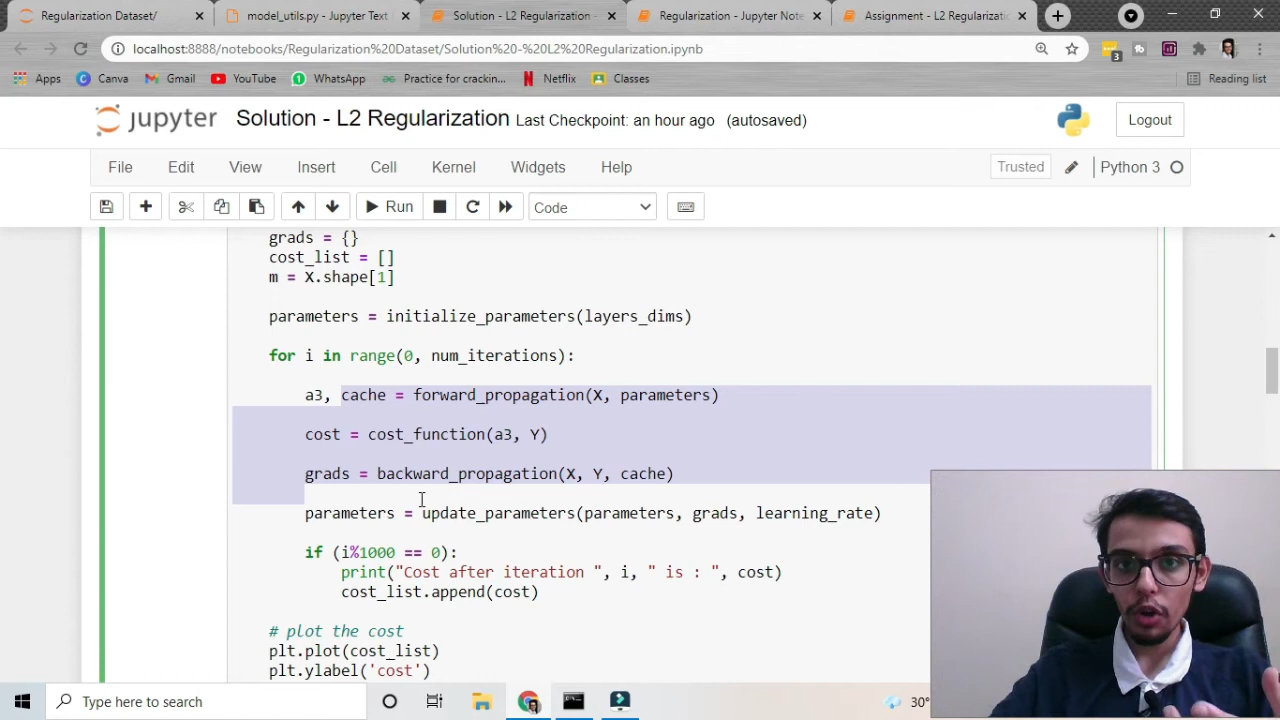 Regularization Dataset/
model_utils.py - Jupyter Text
Solution - L2 Regularization -
Regularization - Jupyter Note
Assignment - L2 Regularizatic
localhost:8888/notebooks/Regularization%20Dataset/Solution%20-%20L2%20Regularization.ipynb
3
Apps
Canva
Gmail
YouTube
WhatsApp
Practice for crackin...
Netflix
Classes
Reading list
jupyter
Solution - L2 Regularization Last Checkpoint: an hour ago (autosaved)
Logout
File Edit View Insert Cell Kernel Widgets Help
Trusted
Python 3
Run
Code
grads = {}
cost_list = []
m = X.shape[1]
parameters = initialize_parameters(layers_dims)
for i in range(0, num_iterations):
a3, cache = forward_propagation(X, parameters)
cost = cost_function(a3, Y)
grads = backward_propagation(X, Y, cache)
parameters = update_parameters(parameters, grads, learning_rate)
if (i%1000 == 0):
print("Cost after iteration ", i, " is : ", cost)
cost_list.append(cost)
# plot the cost
plt.plot(cost_list)
plt.ylabel('cost')
Type here to search
30°